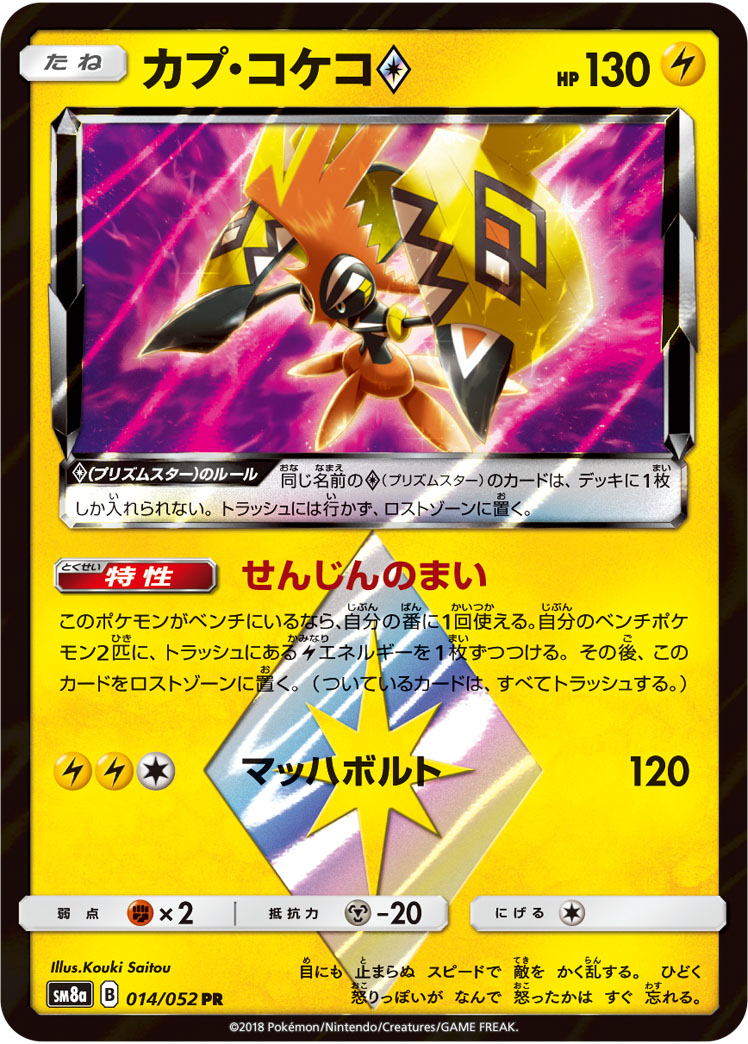 たね カプ・コケコ◇ HP 130
◇(プリズムスター)のルール 同じ名前の◇(プリズムスター)のカードは、デッキに1枚
しか入れられない。トラッシュには行かず、ロストゾーンに置く。
とくせい 特性 せんじんのまい
このポケモンがベンチにいるなら、自分の番に1回使える。自分のベンチポケ
モン2匹に、トラッシュにある エネルギーを1枚ずつつける。その後、この
カードをロストゾーンに置く。(ついているカードは、すべてトラッシュする。)
マッハボルト 120
弱点 ×2 抵抗力 -20 にげる
Illus.Kouki Saitou
目にも 止まらぬ スピードで 敵を かく乱する。 ひどく
SM8a B 014/052 PR 怒りっぽいが なんで 怒ったかは すぐ 忘れる。
©2018 Pokémon/Nintendo/Creatures/GAME FREAK.